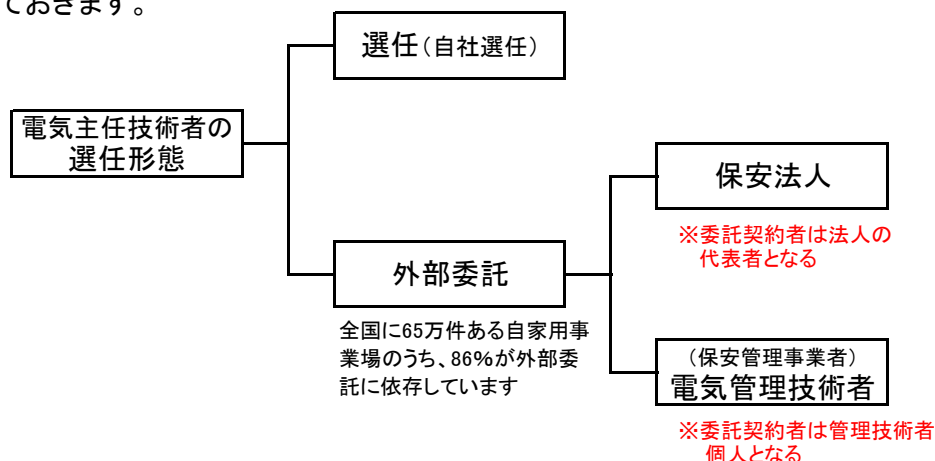 ておきます。
選任(自社選任)
電気主任技術者の
選任形態
保安法人
※委託契約者は法人の
代表者となる
外部委託
全国に65万件ある自家用事
業場のうち、86%が外部委
託に依存しています
(保安管理事業者)
電気管理技術者
※委託契約者は管理技術者
個人となる